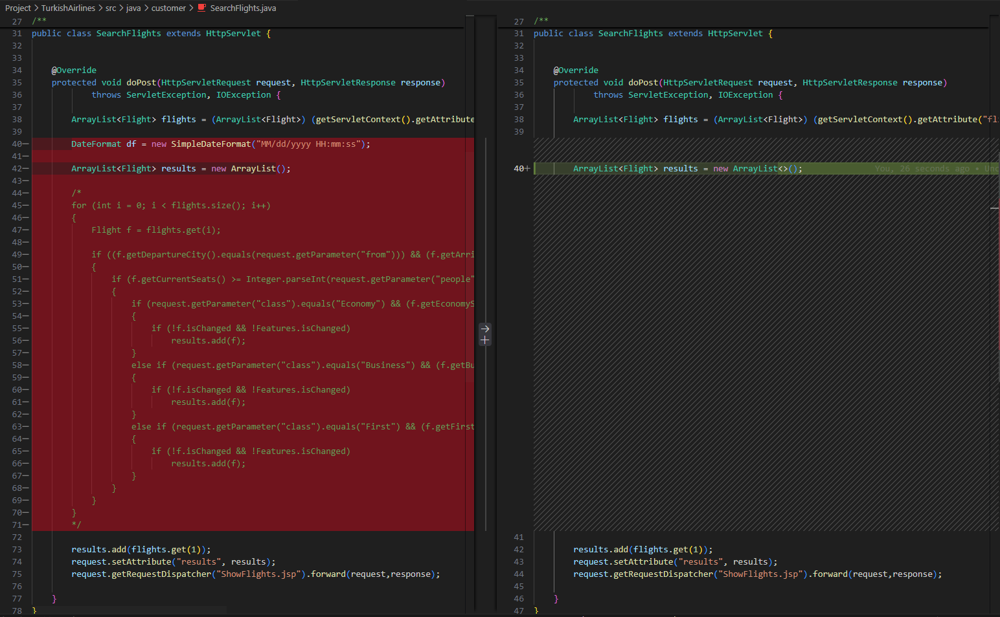 Project > TurkishAirlines > src > java > customer > SearchFlights.java
27 /**
31 public class SearchFlights extends HttpServlet {
32
33
34 @Override
35 protected void doPost(HttpServletRequest request, HttpServletResponse response)
36 throws ServletException, IOException {
37
38 ArrayList<Flight> flights = (ArrayList<Flight>) (getServletContext().getAttribute
39
40− DateFormat df = new SimpleDateFormat("MM/dd/yyyy HH:mm:ss");
41−
42− ArrayList<Flight> results = new ArrayList();
43−
44− /*
45− for (int i = 0; i < flights.size(); i++)
46− {
47− Flight f = flights.get(i);
48−
49− if ((f.getDepartureCity().equals(request.getParameter("from"))) && (f.getArri
50− {
51− if (f.getCurrentSeats() >= Integer.parseInt(request.getParameter("people"
52− {
53− if (request.getParameter("class").equals("Economy") && (f.getEconomyS
54− {
55− if (!f.isChanged && !Features.isChanged)
56− results.add(f);
57− }
58− else if (request.getParameter("class").equals("Business") && (f.getBu
59− {
60− if (!f.isChanged && !Features.isChanged)
61− results.add(f);
62− }
63− else if (request.getParameter("class").equals("First") && (f.getFirst
64− {
65− if (!f.isChanged && !Features.isChanged)
66− results.add(f);
67− }
68− }
69− }
70− }
71− */
72
73 results.add(flights.get(1));
74 request.setAttribute("results", results);
75 request.getRequestDispatcher("ShowFlights.jsp").forward(request,response);
76
77 }
78 }
27 /**
31 public class SearchFlights extends HttpServlet {
32
33
34 @Override
35 protected void doPost(HttpServletRequest request, HttpServletResponse response)
36 throws ServletException, IOException {
37
38 ArrayList<Flight> flights = (ArrayList<Flight>) (getServletContext().getAttribute("fl
39
40+ ArrayList<Flight> results = new ArrayList<>(); You, 26 seconds ago • Unc
41
42 results.add(flights.get(1));
43 request.setAttribute("results", results);
44 request.getRequestDispatcher("ShowFlights.jsp").forward(request,response);
45
46 }
47 }